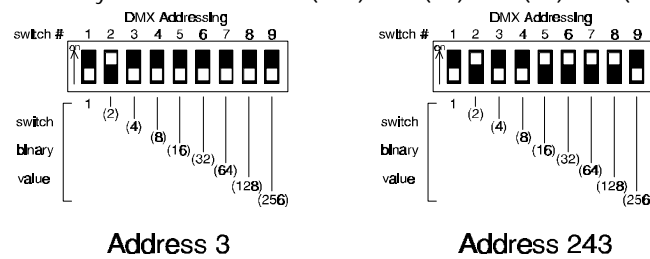 DMX Addressing
switch # 1 2 3 4 5 6 7 8 9
on
1
(2)
(4)
switch
(8)
binary
(16)
(32)
(64)
value
(128)
(256)
Address 3
DMX Addressing
switch # 1 2 3 4 5 6 7 8 9
on
1
(2)
(4)
switch
(8)
binary
(16)
(32)
(64)
value
(128)
(256)
Address 243